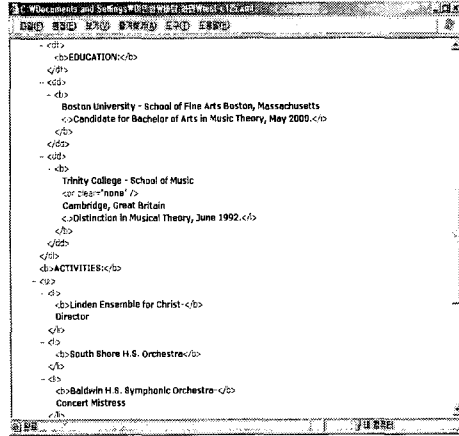 - <dt>
<b>EDUCATION:</b>
</dt>
- <dd>
- <b>
Boston University - School of Fine Arts Boston, Massachusetts
Candidate for Bachelor of Arts in Music Theory, May 2000.
</b>
</dd>
- <dd>
- <b>
Trinity College - School of Music
<br clear="none" />
Cambridge, Great Britain
Distinction in Musical Theory, June 1992.
</b>
</dd>
</dl>
<b>ACTIVITIES:</b>
- <ul>
- <li>
<b>Linden Ensemble for Christ-</b>
Director
</li>
- <li>
<b>South Shore H.S. Orchestra</b>
</li>
- <li>
<b>Baldwin H.S. Symphonic Orchestra-</b>
Concert Mistress
</li>